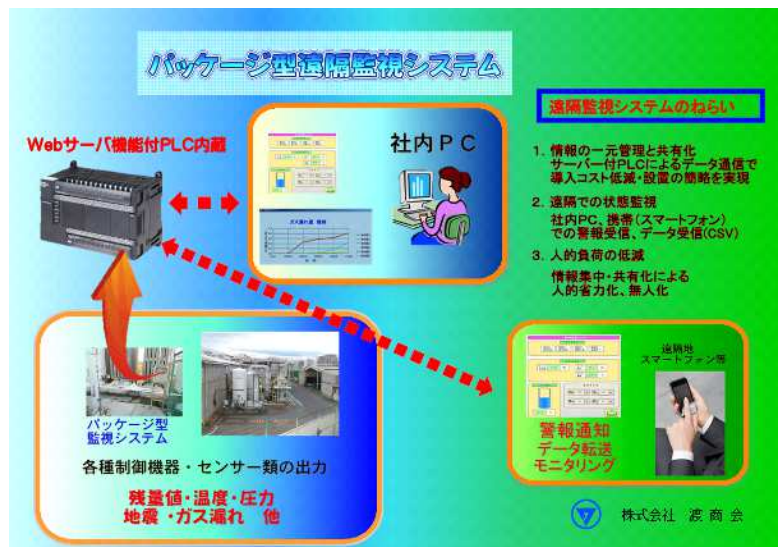 パッケージ型遠隔監視システム
遠隔監視システムのねらい
Webサーバ機能付PLC内蔵
社内PC
ガス漏れ量 推移
1. 情報の一元管理と共有化
サーバー付PLCによるデータ通信で
導入コスト低減・設置の簡略を実現
2. 遠隔での状態監視
社内PC、携帯(スマートフォン)
での警報受信、データ受信(CSV)
3. 人的負荷の低減
情報集中・共有化による
人的省力化、無人化
パッケージ型
監視システム
各種制御機器・センサー類の出力
残量値・温度・圧力
地震・ガス漏れ 他
遠隔地
スマートフォン等
警報通知
データ転送
モニタリング
株式会社 渡商会